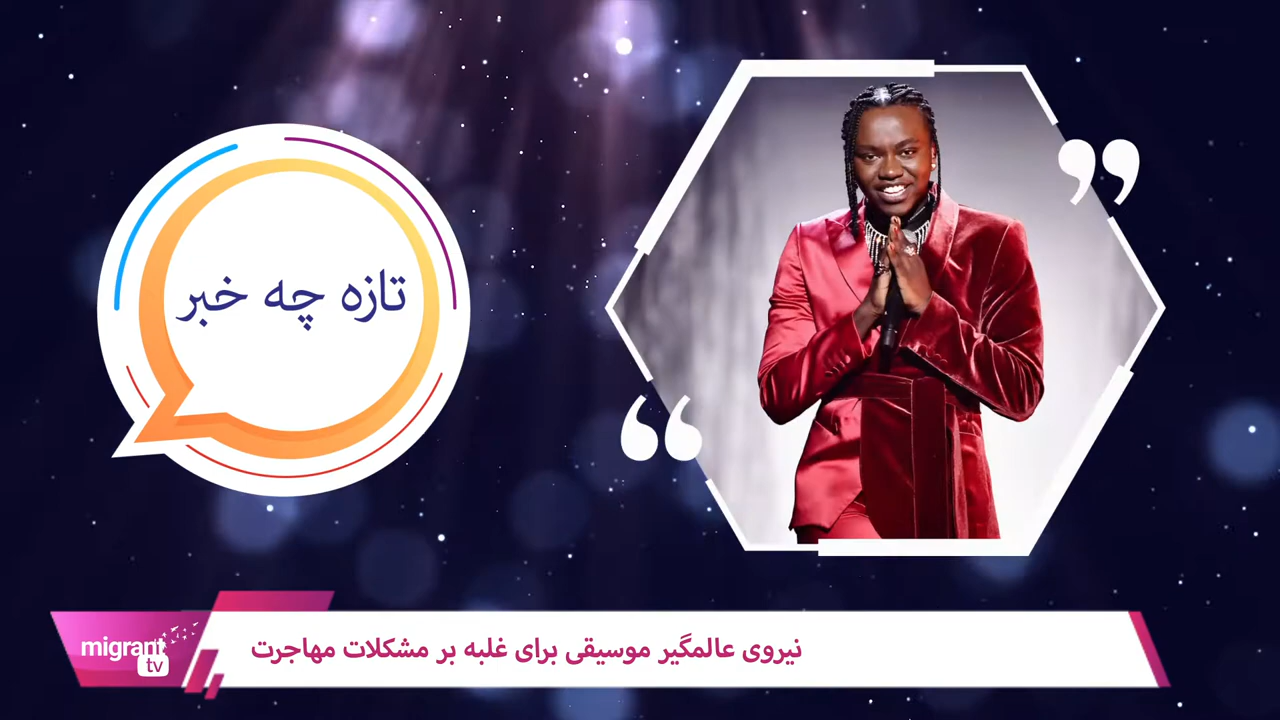 تازه چه خبر
نیروی عالمگیر موسیقی برای غلبه بر مشکلات مهاجرت
migrant
tv